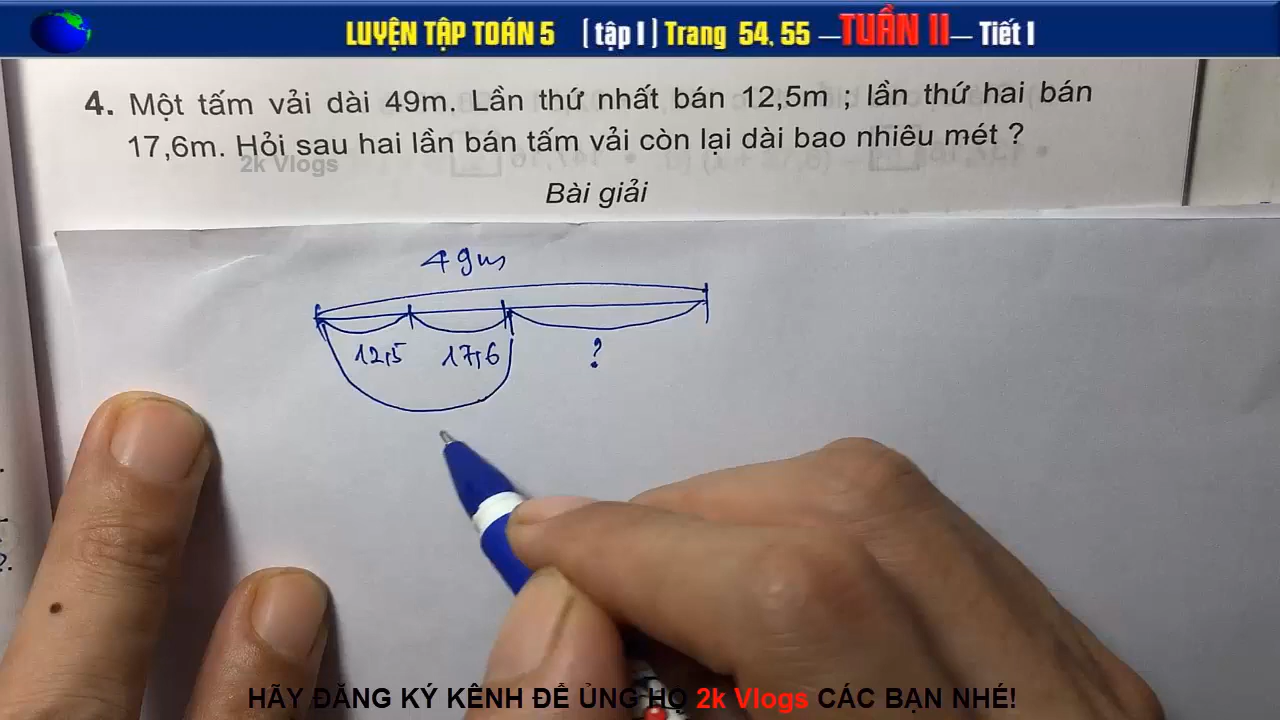 LUYỆN TẬP TOÁN 5 ( tập 1 ) Trang 54, 55 —TUẦN 11— Tiết 1
4. Một tấm vải dài 49m. Lần thứ nhất bán 12,5m ; lần thứ hai bán
17,6m. Hỏi sau hai lần bán tấm vải còn lại dài bao nhiêu mét ?
2k Vlogs
Bài giải
49m
12,5 17,6 ?
HÃY ĐĂNG KÝ KÊNH ĐỂ ỦNG HỘ 2k Vlogs CÁC BẠN NHÉ!